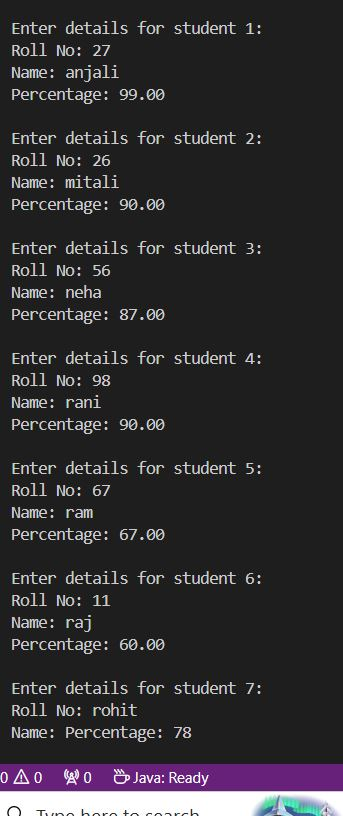 Enter details for student 1:
Roll No: 27
Name: anjali
Percentage: 99.00
Enter details for student 2:
Roll No: 26
Name: mitali
Percentage: 90.00
Enter details for student 3:
Roll No: 56
Name: neha
Percentage: 87.00
Enter details for student 4:
Roll No: 98
Name: rani
Percentage: 90.00
Enter details for student 5:
Roll No: 67
Name: ram
Percentage: 67.00
Enter details for student 6:
Roll No: 11
Name: raj
Percentage: 60.00
Enter details for student 7:
Roll No: rohit
Name: Percentage: 78
0 0 0 Java: Ready
Type here to search